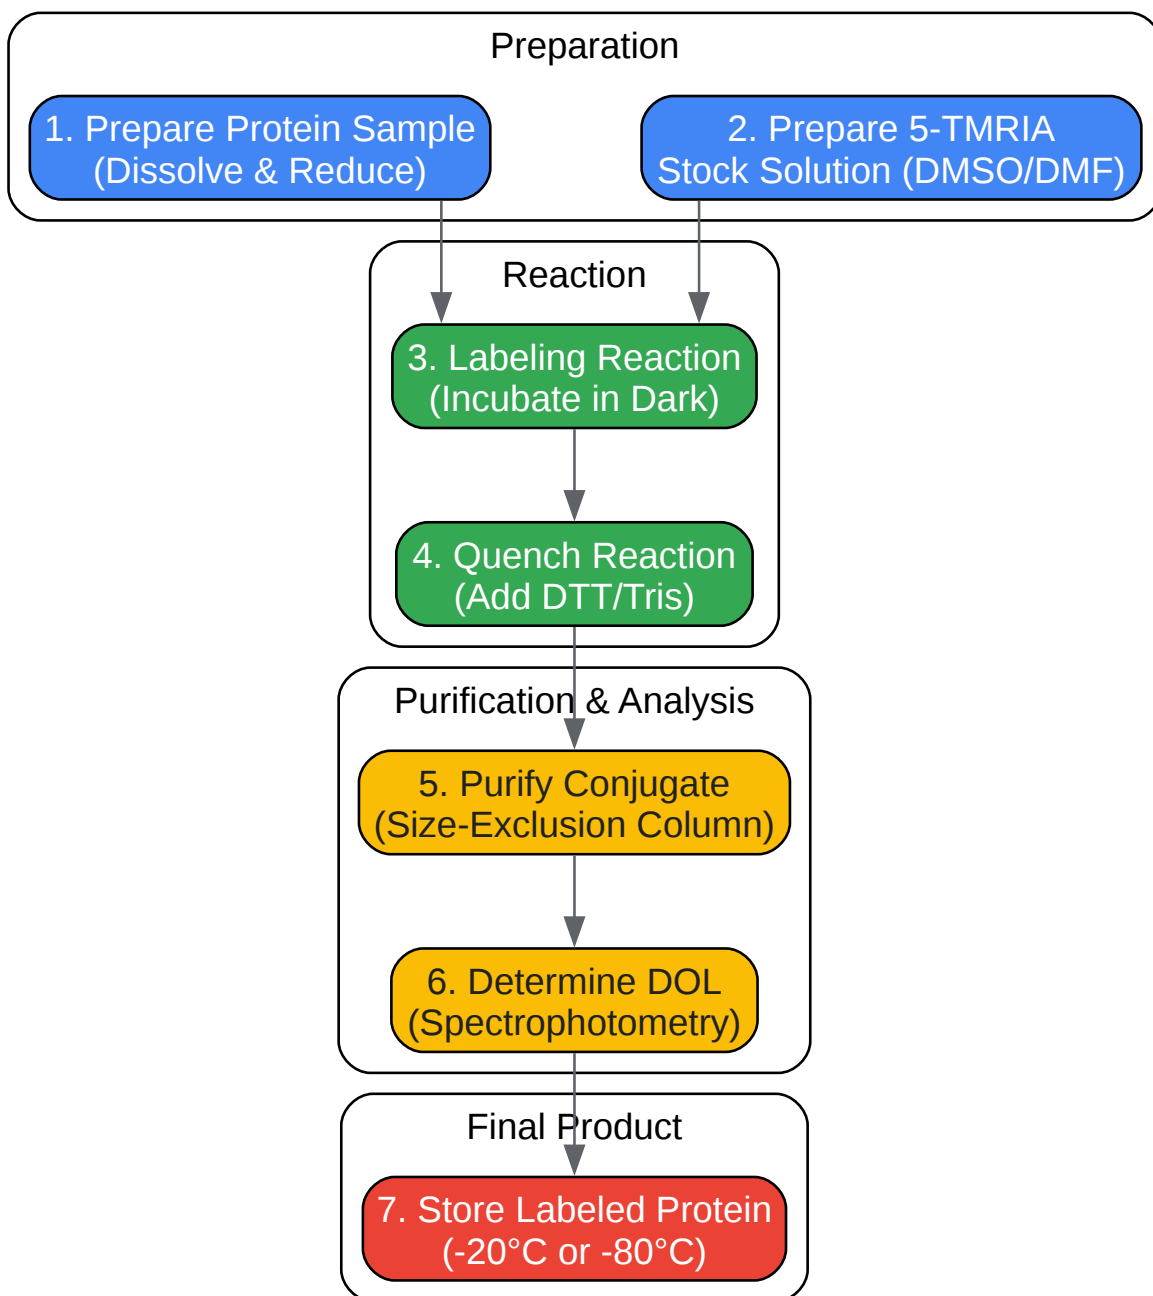 Preparation
1. Prepare Protein Sample
(Dissolve & Reduce)
2. Prepare 5-TMRIA
Stock Solution (DMSO/DMF)
Reaction
3. Labeling Reaction
(Incubate in Dark)
4. Quench Reaction
(Add DTT/Tris)
Purification & Analysis
5. Purify Conjugate
(Size-Exclusion Column)
6. Determine DOL
(Spectrophotometry)
Final Product
7. Store Labeled Protein
(-20°C or -80°C)